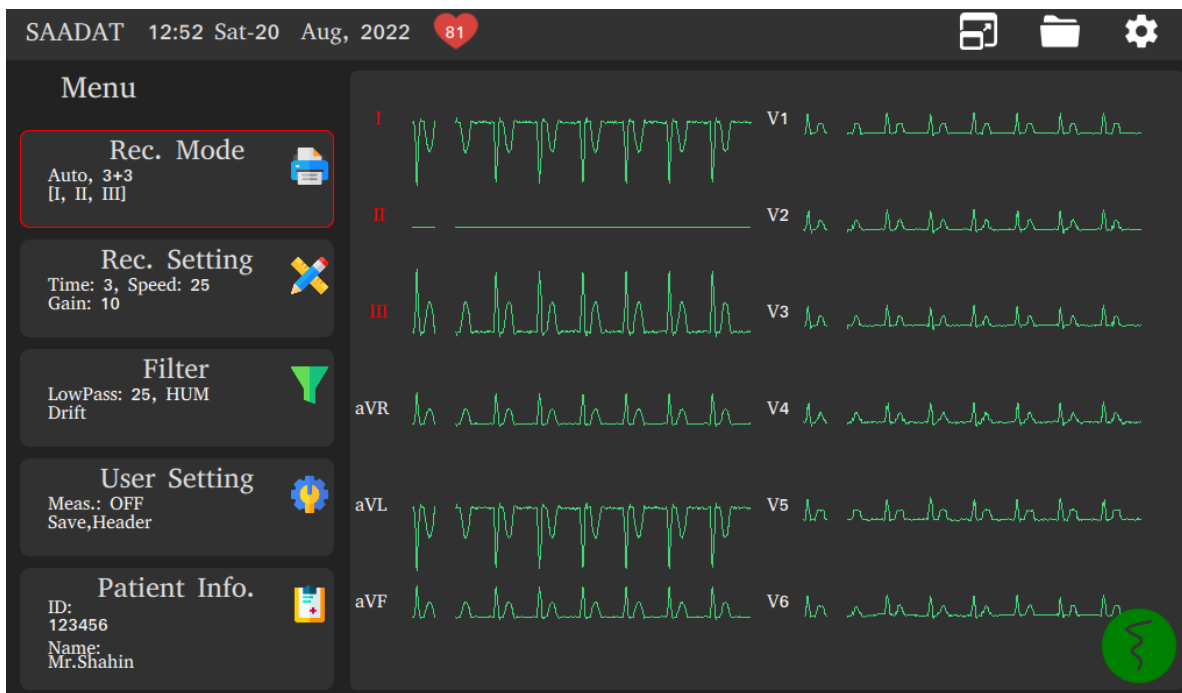 SAADAT 12:52 Sat-20 Aug, 2022 81
Menu
Rec. Mode
Auto, 3+3
[I, II, III]
Rec. Setting
Time: 3, Speed: 25
Gain: 10
Filter
LowPass: 25, HUM
Drift
User Setting
Meas.: OFF
Save,Header
Patient Info.
ID:
123456
Name:
Mr.Shahin
I
II
III
aVR
aVL
aVF
V1
V2
V3
V4
V5
V6